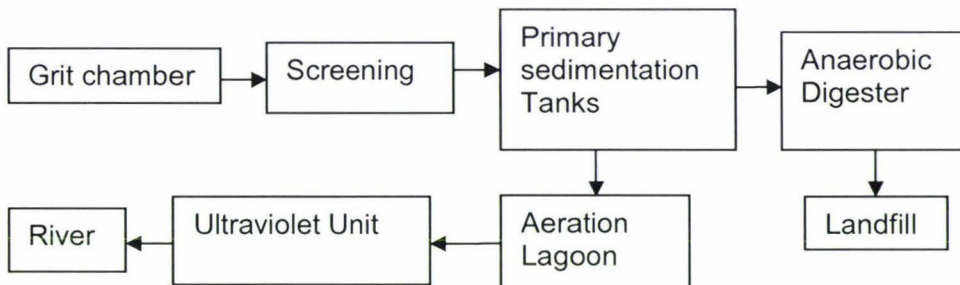 Grit chamber
Screening
Primary
sedimentation
Tanks
Anaerobic
Digester
River
Ultraviolet Unit
Aeration
Lagoon
Landfill